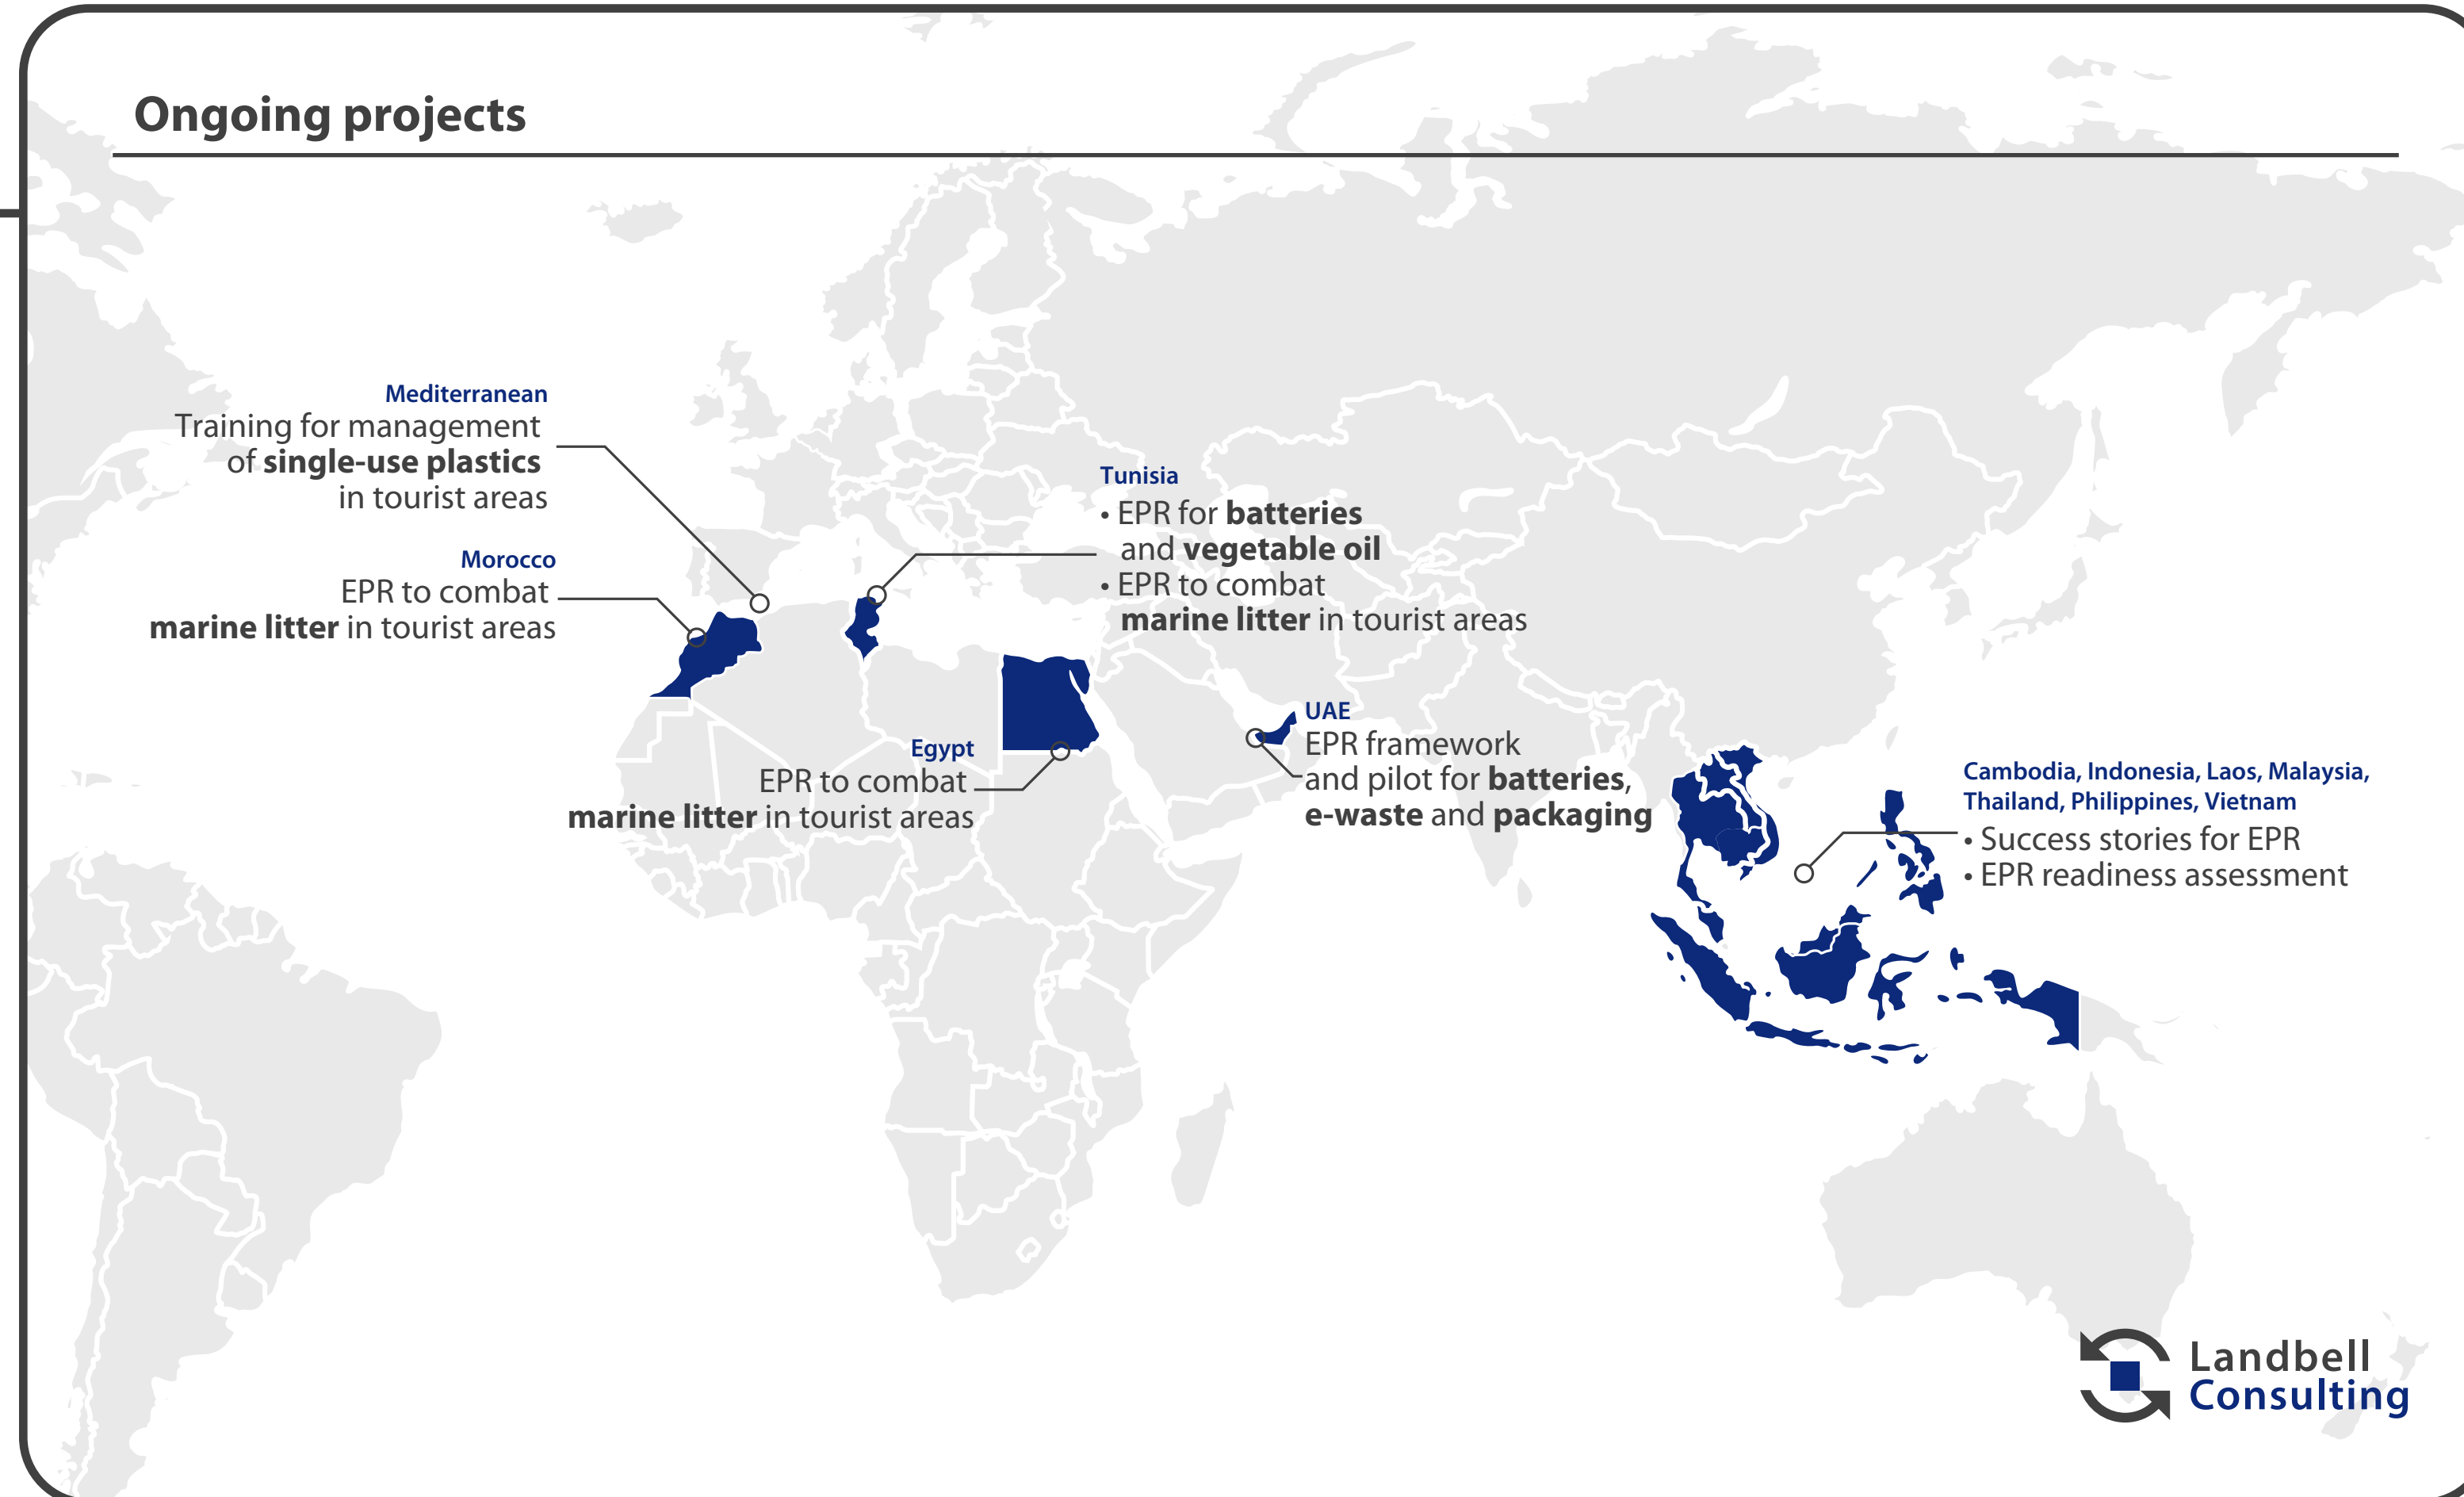 Ongoing projects
Mediterranean
Training for management
of single-use plastics
in tourist areas
Morocco
EPR to combat
marine litter in tourist areas
Tunisia
• EPR for batteries
and vegetable oil
• EPR to combat
marine litter in tourist areas
Egypt
EPR to combat
marine litter in tourist areas
UAE
EPR framework
and pilot for batteries,
e-waste and packaging
Cambodia, Indonesia, Laos, Malaysia,
Thailand, Philippines, Vietnam
• Success stories for EPR
• EPR readiness assessment
Landbell
Consulting